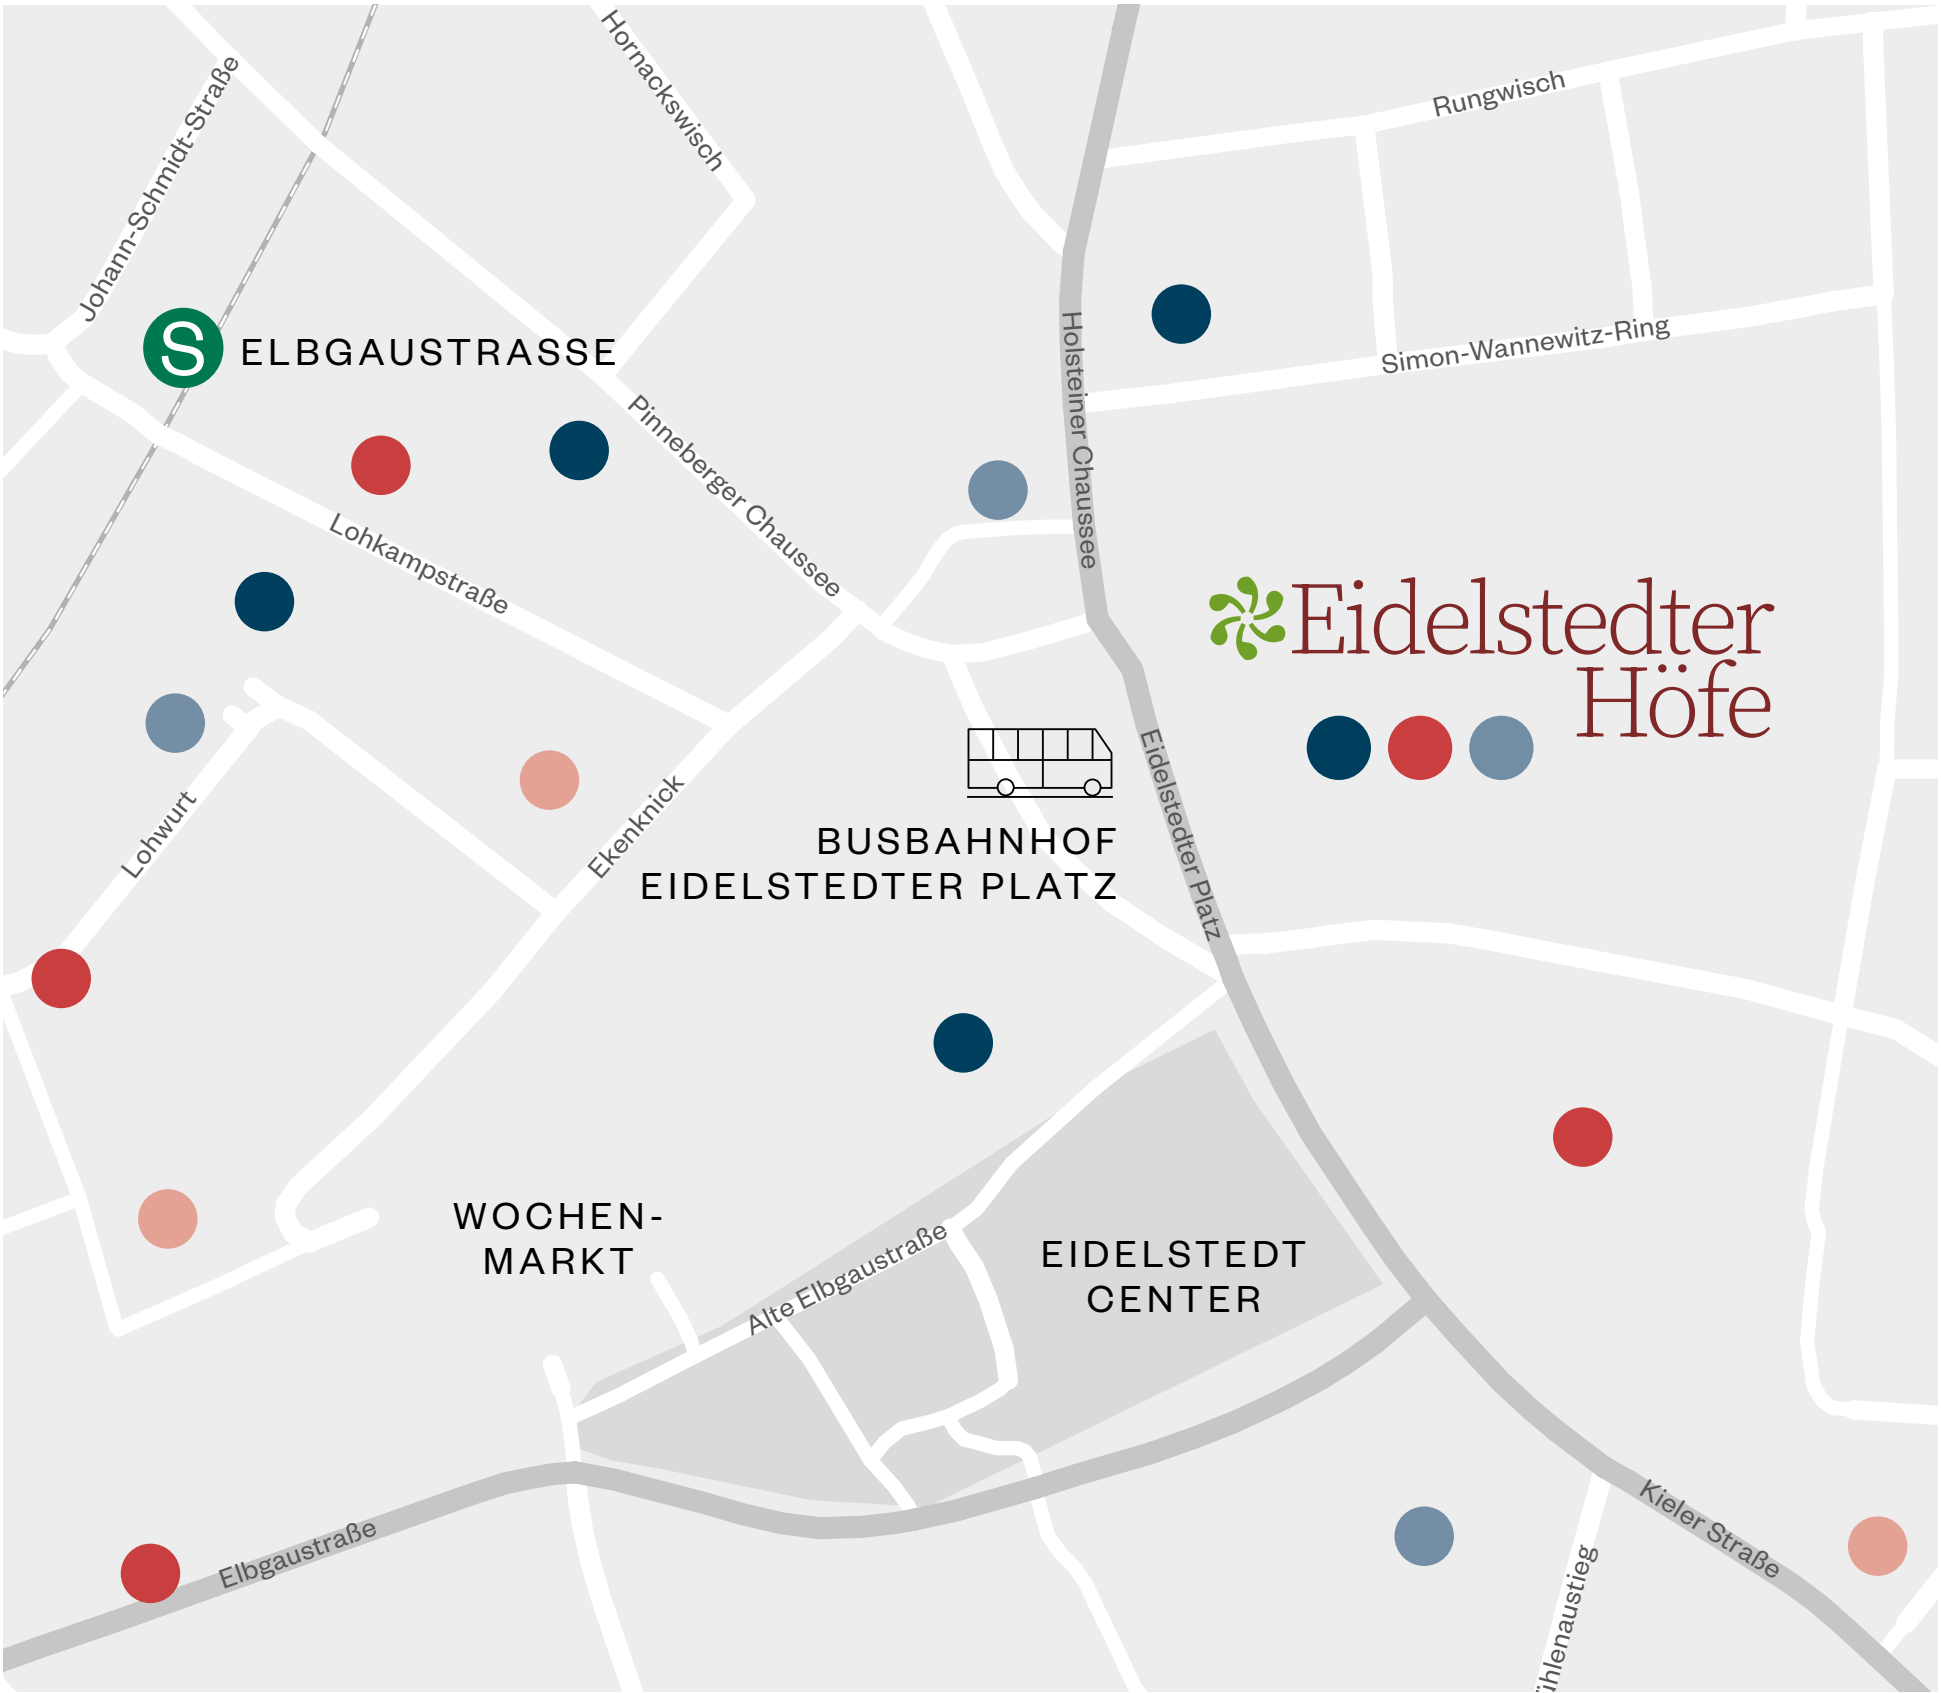 Hornackswisch
Johann-Schmidt-Straße
Rungwisch
S ELBGAUSTRASSE
Holsteiner Chaussee
Simon-Wannewitz-Ring
Pinneberger Chaussee
Lohkampstraße
Eidelstedter
Höfe
Lohwurt
Ekenknick
Eidelstedter Platz
BUSBAHNHOF
EIDELSTEDTER PLATZ
WOCHEN-
MARKT
Alte Elbgaustraße
EIDELSTEDT
CENTER
Elbgaustraße
Kieler Straße
ühlenaustieg